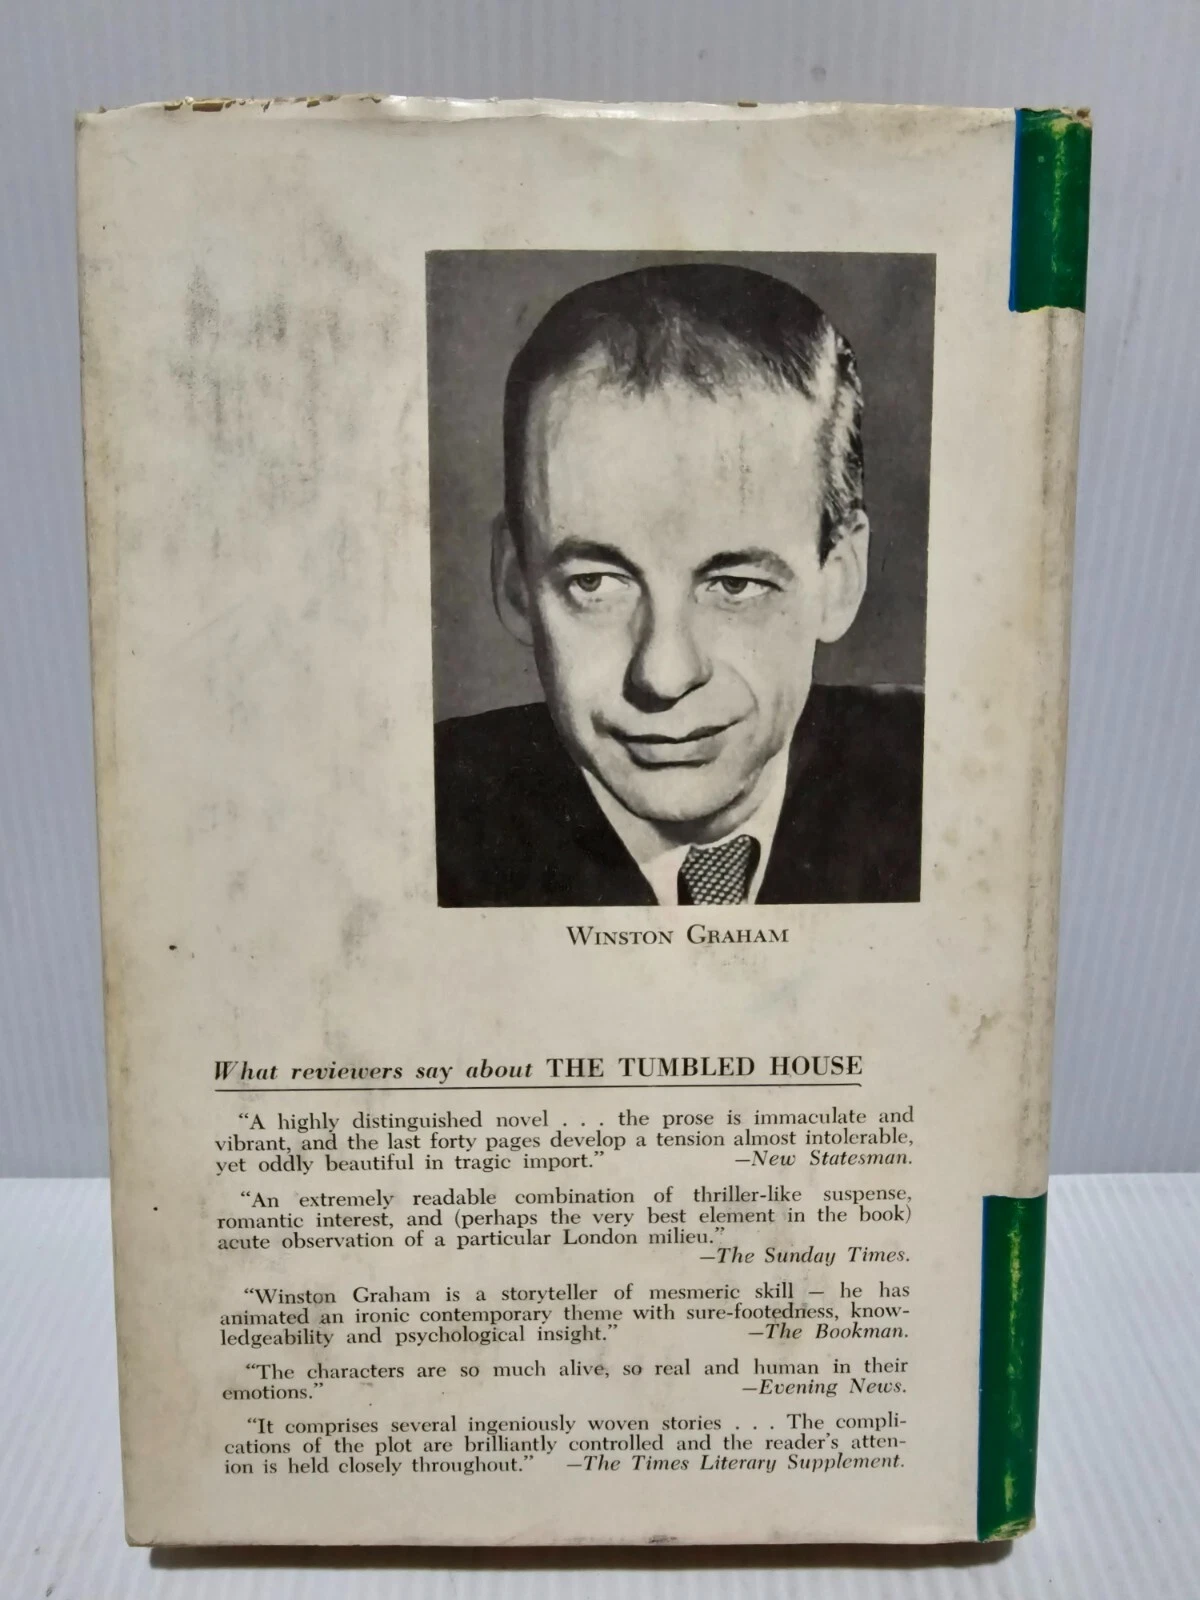 WINSTON GRAHAM
What reviewers say about THE TUMBLED HOUSE
“A highly distinguished novel . . . the prose is immaculate and
vibrant, and the last forty pages develop a tension almost intolerable,
yet oddly beautiful in tragic import.” —New Statesman.
“An extremely readable combination of thriller-like suspense,
romantic interest, and (perhaps the very best element in the book)
acute observation of a particular London milieu.”
—The Sunday Times.
“Winston Graham is a storyteller of mesmeric skill — he has
animated an ironic contemporary theme with sure-footedness, know-
ledgeability and psychological insight.” —The Bookman.
“The characters are so much alive, so real and human in their
emotions.” —Evening News.
“It comprises several ingeniously woven stories . . . The compli-
cations of the plot are brilliantly controlled and the reader’s atten-
ion is held closely throughout.” —The Times Literary Supplement.